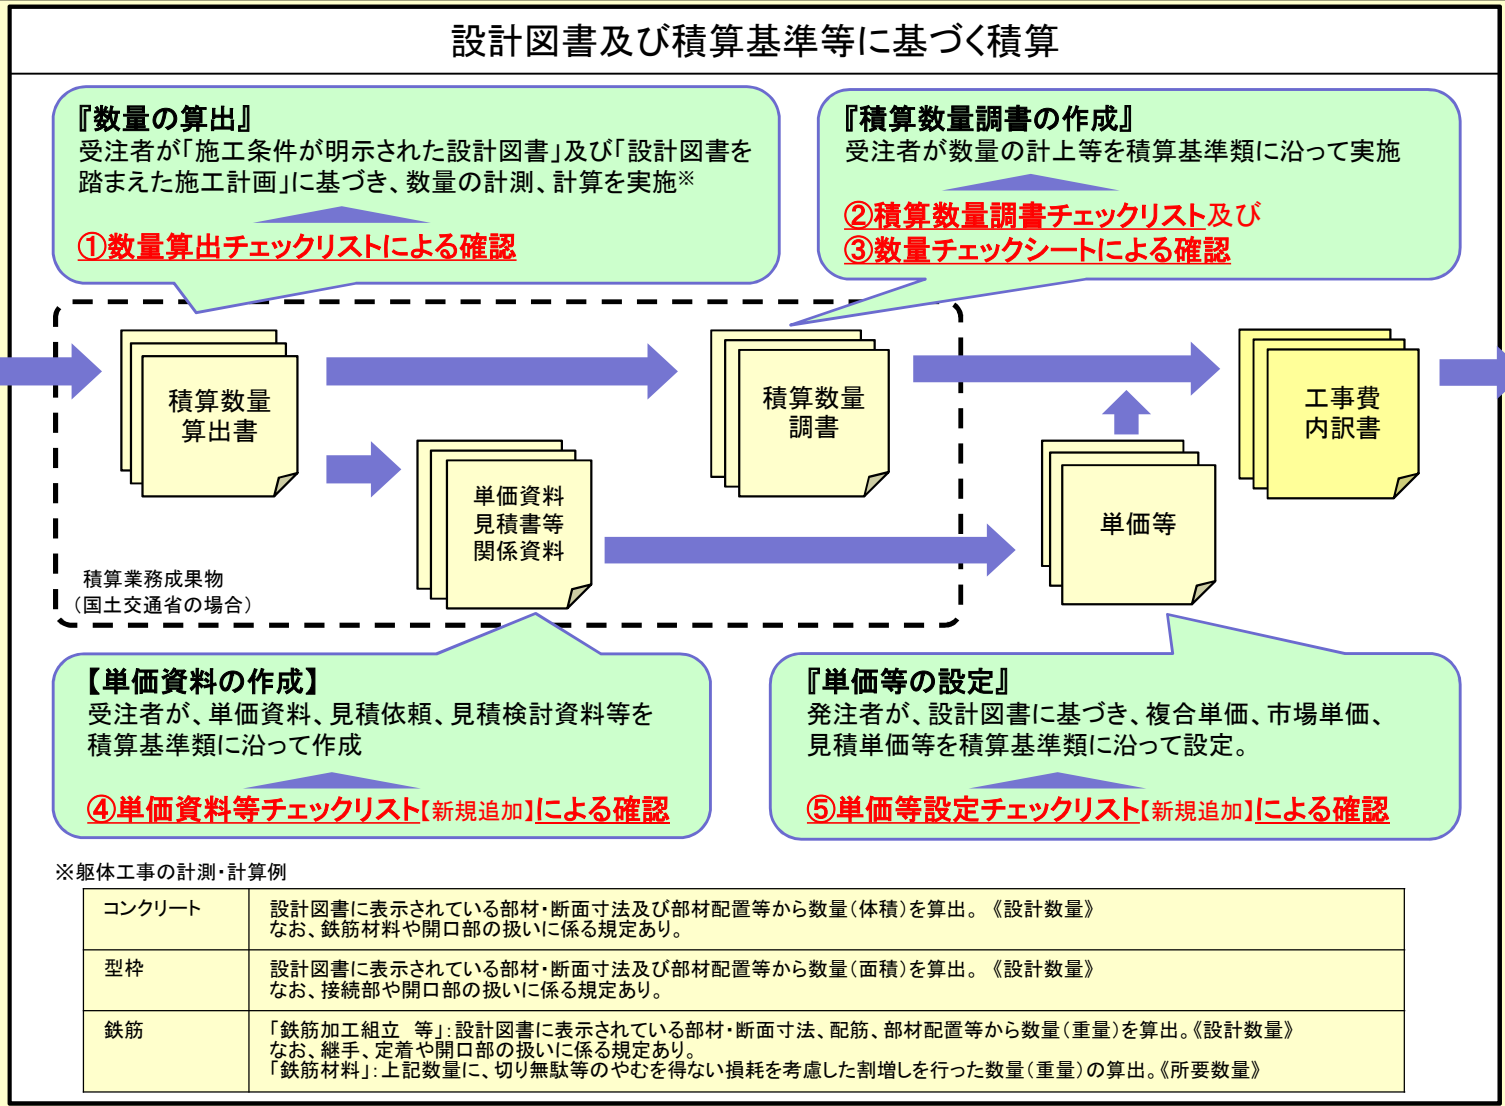 設計図書及び積算基準等に基づく積算
『数量の算出』
受注者が「施工条件が明示された設計図書」及び「設計図書を
踏まえた施工計画」に基づき、数量の計測、計算を実施※
①数量算出チェックリストによる確認
『積算数量調書の作成』
受注者が数量の計上等を積算基準類に沿って実施
②積算数量調書チェックリスト及び
③数量チェックシートによる確認
積算数量
算出書
積算数量
調書
工事費
内訳書
単価資料
見積書等
関係資料
単価等
積算業務成果物
（国土交通省の場合）
【単価資料の作成】
受注者が、単価資料、見積依頼、見積検討資料等を
積算基準類に沿って作成
④単価資料等チェックリスト【新規追加】による確認
『単価等の設定』
発注者が、設計図書に基づき、複合単価、市場単価、
見積単価等を積算基準類に沿って設定。
⑤単価等設定チェックリスト【新規追加】による確認
※躯体工事の計測・計算例
コンクリート
設計図書に表示されている部材・断面寸法及び部材配置等から数量（体積）を算出。《設計数量》
なお、鉄筋材料や開口部の扱いに係る規定あり。
型枠
設計図書に表示されている部材・断面寸法及び部材配置等から数量（面積）を算出。《設計数量》
なお、接続部や開口部の扱いに係る規定あり。
鉄筋
「鉄筋加工組立　等」：設計図書に表示されている部材・断面寸法、配筋、部材配置等から数量（重量）を算出。《設計数量》
なお、継手、定着や開口部の扱いに係る規定あり。
「鉄筋材料」：上記数量に、切り無駄等のやむを得ない損耗を考慮した割増しを行った数量（重量）の算出。《所要数量》